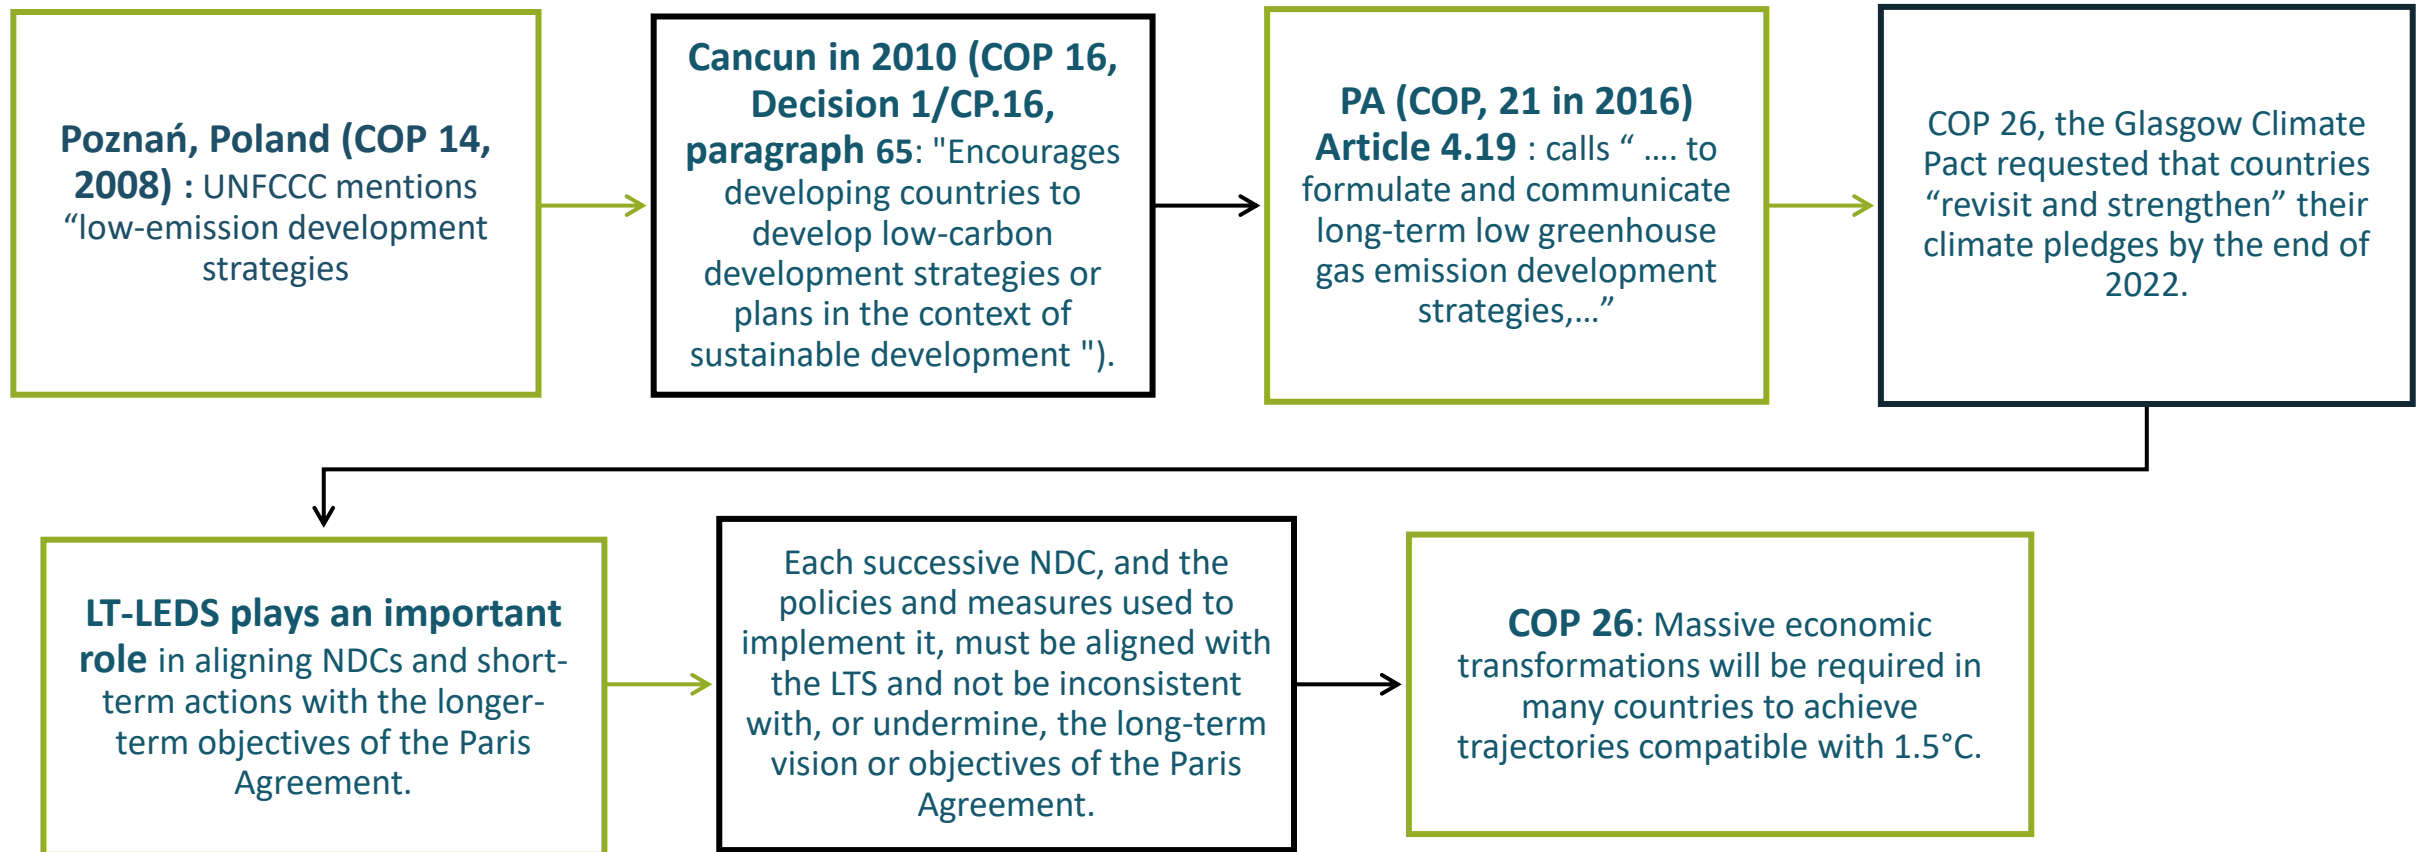 Poznań, Poland (COP 14,
2008) : UNFCCC mentions
“low-emission development
strategies
Cancun in 2010 (COP 16,
Decision 1/CP.16,
paragraph 65: "Encourages
developing countries to
develop low-carbon
development strategies or
plans in the context of
sustainable development ").
PA (COP, 21 in 2016)
Article 4.19 : calls “ .... to
formulate and communicate
long-term low greenhouse
gas emission development
strategies,...”
COP 26, the Glasgow Climate
Pact requested that countries
“revisit and strengthen” their
climate pledges by the end of
2022.
LT-LEDS plays an important
role in aligning NDCs and short-
term actions with the longer-
term objectives of the Paris
Agreement.
Each successive NDC, and the
policies and measures used to
implement it, must be aligned with
the LTS and not be inconsistent
with, or undermine, the long-term
vision or objectives of the Paris
Agreement.
COP 26: Massive economic
transformations will be required in
many countries to achieve
trajectories compatible with 1.5°C.